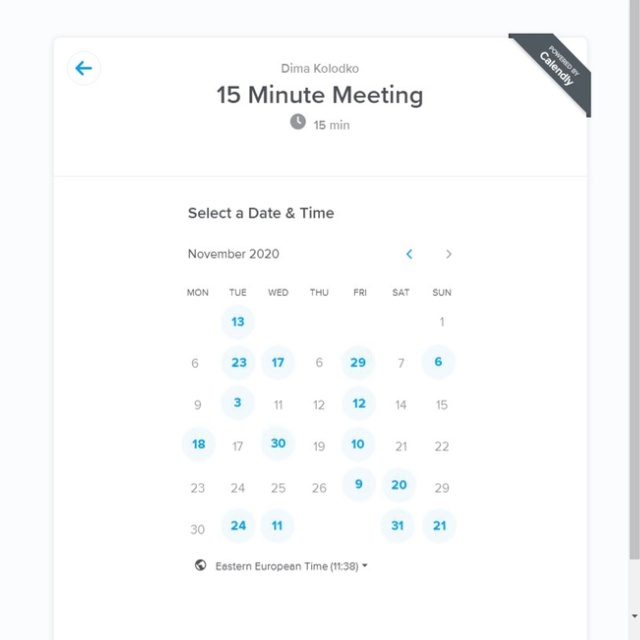 POWERED BY
Calendly
Dima Kolodko
15 Minute Meeting
15 min
Select a Date & Time
November 2020
MON TUE WED THU FRI SAT SUN
13 1
6 23 17 6 29 7 6
9 3 11 12 12 14 15
18 17 30 19 10 21 22
23 24 25 26 9 20 29
30 24 11 31 21
Eastern European Time (11:38)